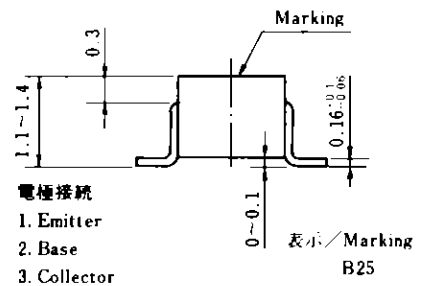 Marking
0.3
1.1~1.4
0.16 +0.1 -0.06
0~0.1
電極接続
1. Emitter
2. Base
3. Collector
表示/Marking
B25